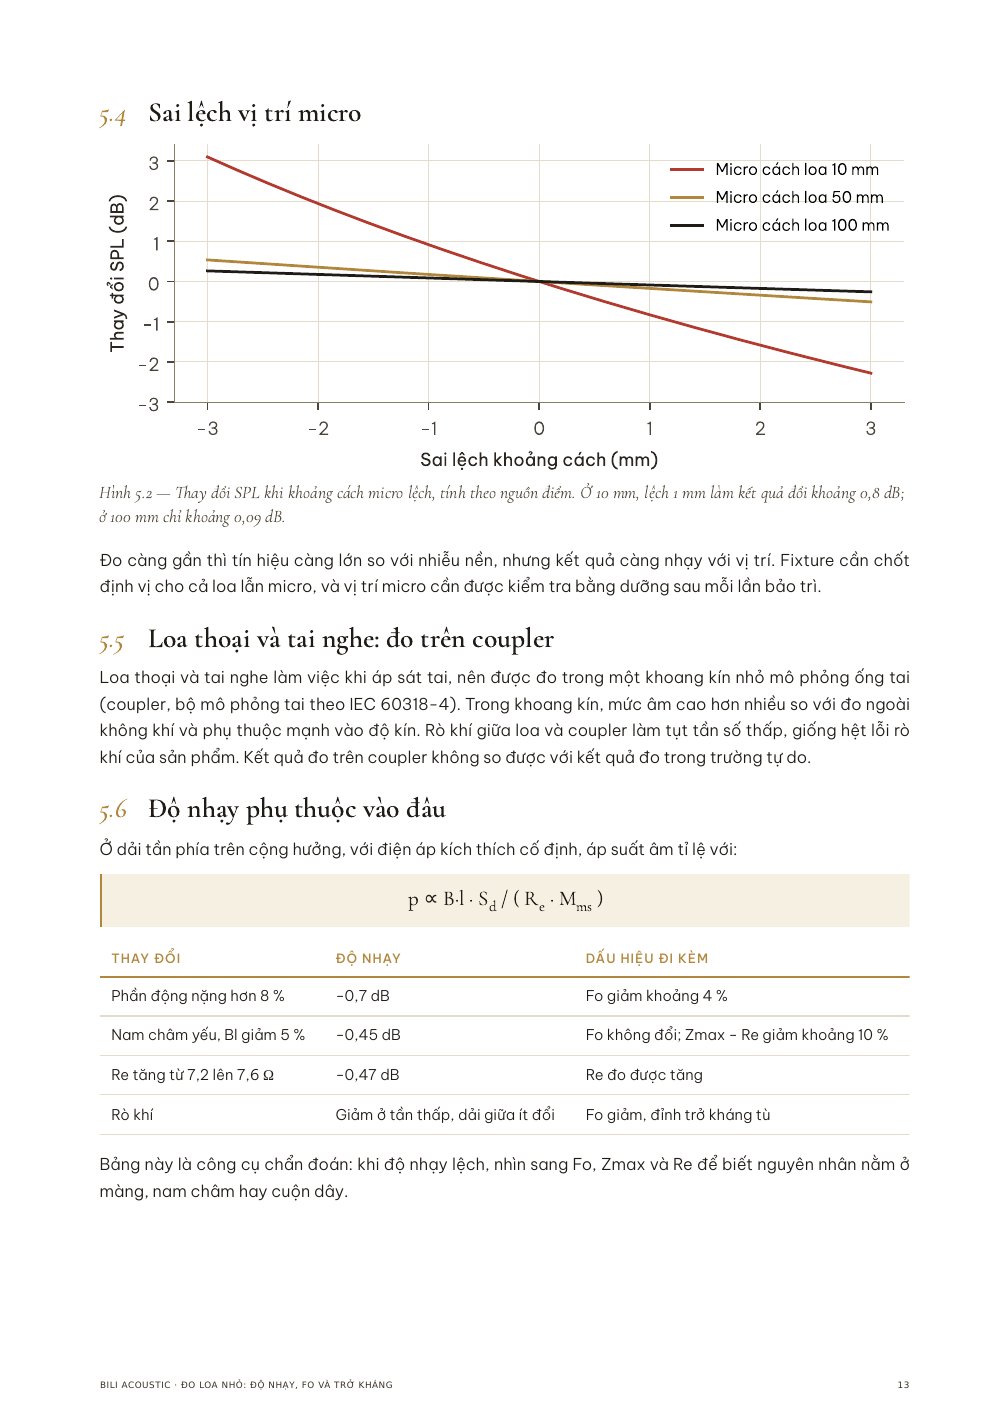 5.4 Sai lệch vị trí micro
3
2
1
0
-1
-2
-3
Thay đổi SPL (dB)
Micro cách loa 10 mm
Micro cách loa 50 mm
Micro cách loa 100 mm
-3 -2 -1 0 1 2 3
Sai lệch khoảng cách (mm)
Hình 5.2 — Thay đổi SPL khi khoảng cách micro lệch, tính theo nguồn điểm. Ở 10 mm, lệch 1 mm làm kết quả đổi khoảng 0,8 dB;
ở 100 mm chỉ khoảng 0,09 dB.
Đo càng gần thì tín hiệu càng lớn so với nhiễu nền, nhưng kết quả càng nhạy với vị trí. Fixture cần chốt
định vị cho cả loa lẫn micro, và vị trí micro cần được kiểm tra bằng dưỡng sau mỗi lần bảo trì.
5.5 Loa thoại và tai nghe: đo trên coupler
Loa thoại và tai nghe làm việc khi áp sát tai, nên được đo trong một khoang kín nhỏ mô phỏng ống tai
(coupler, bộ mô phỏng tai theo IEC 60318-4). Trong khoang kín, mức âm cao hơn nhiều so với đo ngoài
không khí và phụ thuộc mạnh vào độ kín. Rò khí giữa loa và coupler làm tụt tần số thấp, giống hệt lỗi rò
khí của sản phẩm. Kết quả đo trên coupler không so được với kết quả đo trong trường tự do.
5.6 Độ nhạy phụ thuộc vào đâu
Ở dải tần phía trên cộng hưởng, với điện áp kích thích cố định, áp suất âm tỉ lệ với:
p ∝ B·l · Sd / ( Re · Mms )
THAY ĐỔI ĐỘ NHẠY DẤU HIỆU ĐI KÈM
Phần động nặng hơn 8 % −0,7 dB Fo giảm khoảng 4 %
Nam châm yếu, Bl giảm 5 % −0,45 dB Fo không đổi; Zmax − Re giảm khoảng 10 %
Re tăng từ 7,2 lên 7,6 Ω −0,47 dB Re đo được tăng
Rò khí Giảm ở tần thấp, dải giữa ít đổi Fo giảm, đỉnh trở kháng tù
Bảng này là công cụ chẩn đoán: khi độ nhạy lệch, nhìn sang Fo, Zmax và Re để biết nguyên nhân nằm ở
màng, nam châm hay cuộn dây.
BILI ACOUSTIC · ĐO LOA NHỎ: ĐỘ NHẠY, FO VÀ TRỞ KHÁNG 13